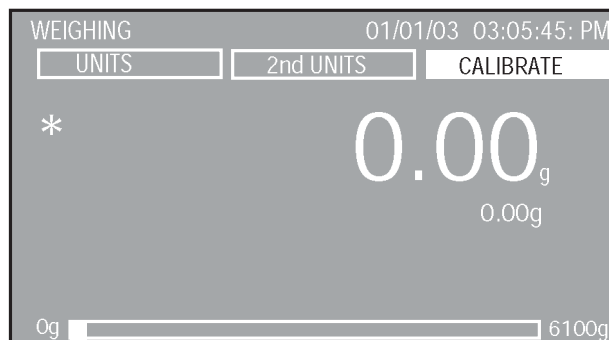 WEIGHING 01/01/03 03:05:45: PM
UNITS 2nd UNITS CALIBRATE
* 0.00g
0.00g
0g 6100g